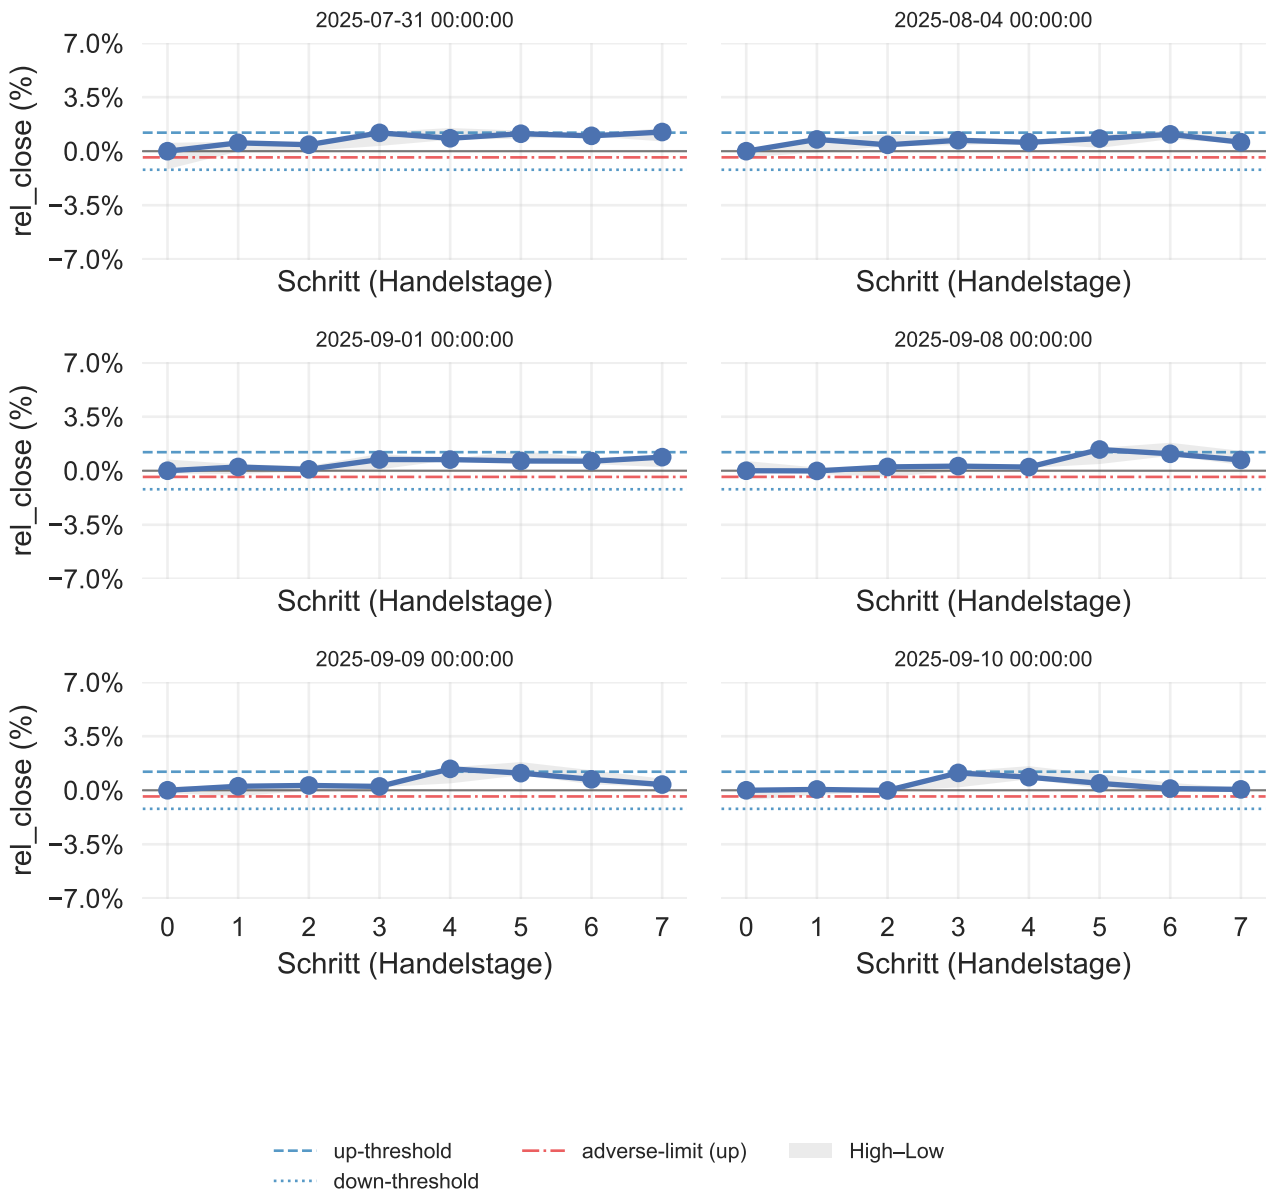 2025-07-31 00:00:00
7.0%
3.5%
0.0%
−3.5%
−7.0%
rel_close (%)
Schritt (Handelstage)
2025-08-04 00:00:00
Schritt (Handelstage)
2025-09-01 00:00:00
7.0%
3.5%
0.0%
−3.5%
−7.0%
rel_close (%)
Schritt (Handelstage)
2025-09-08 00:00:00
Schritt (Handelstage)
2025-09-09 00:00:00
7.0%
3.5%
0.0%
−3.5%
−7.0%
rel_close (%)
0 1 2 3 4 5 6 7
Schritt (Handelstage)
2025-09-10 00:00:00
0 1 2 3 4 5 6 7
Schritt (Handelstage)
up-threshold
down-threshold
adverse-limit (up)
High–Low